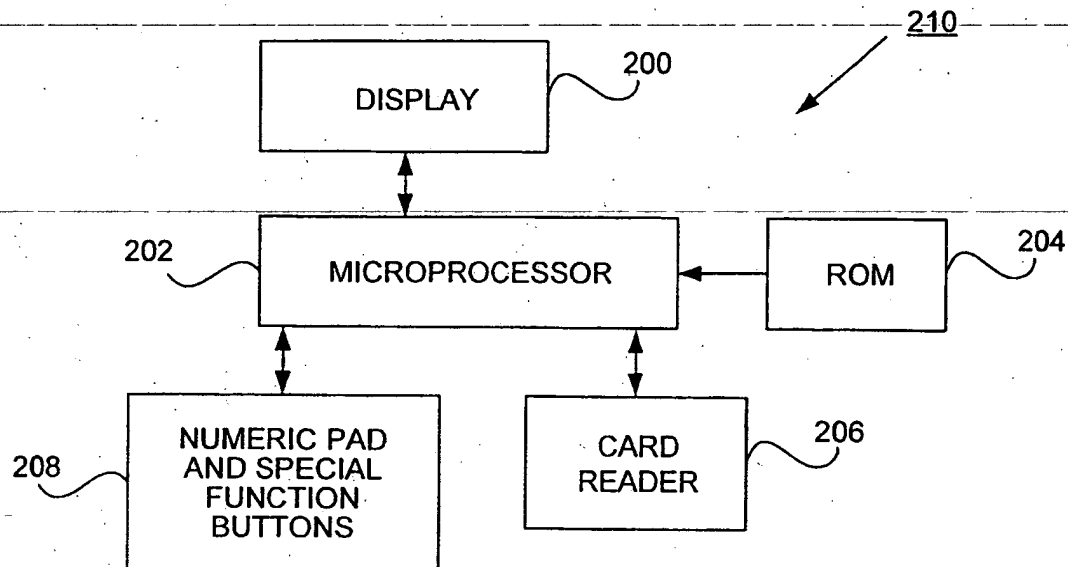 210
200
DISPLAY
202
MICROPROCESSOR
ROM
204
208
NUMERIC PAD
AND SPECIAL
FUNCTION
BUTTONS
CARD
READER
206